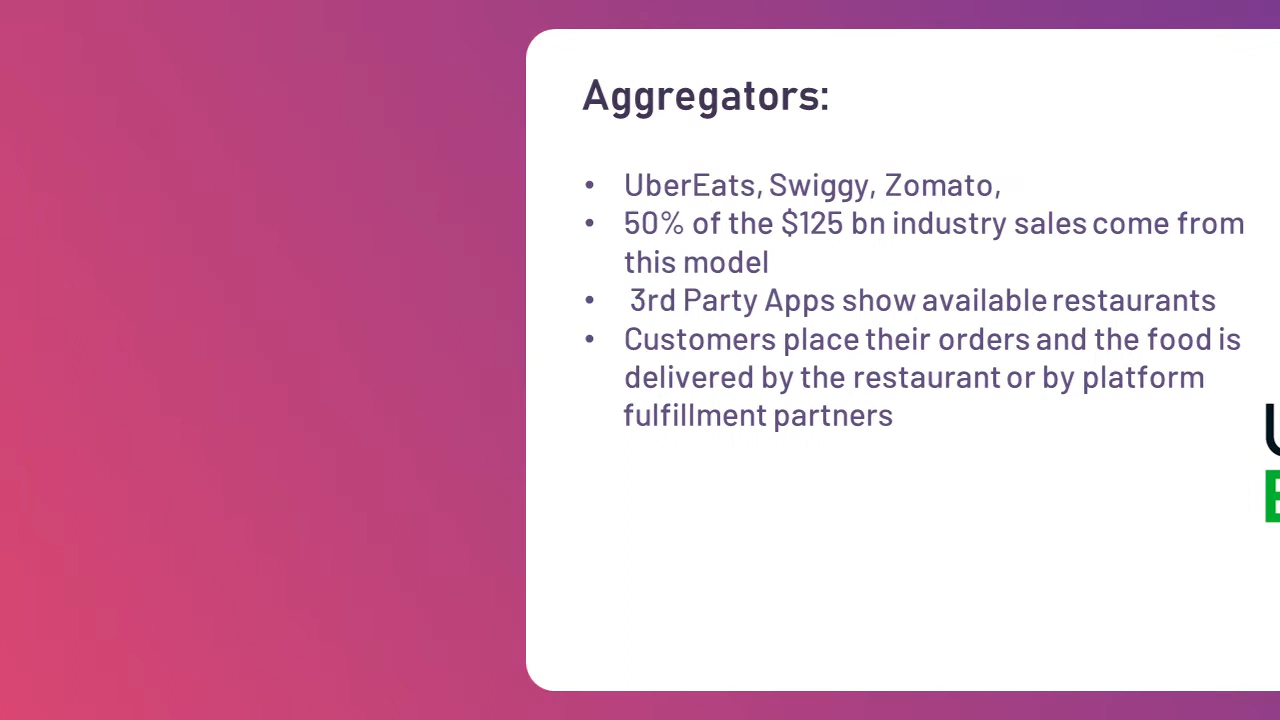 Aggregators:
• UberEats, Swiggy, Zomato,
• 50% of the $125 bn industry sales come from
this model
• 3rd Party Apps show available restaurants
• Customers place their orders and the food is
delivered by the restaurant or by platform
fulfillment partners